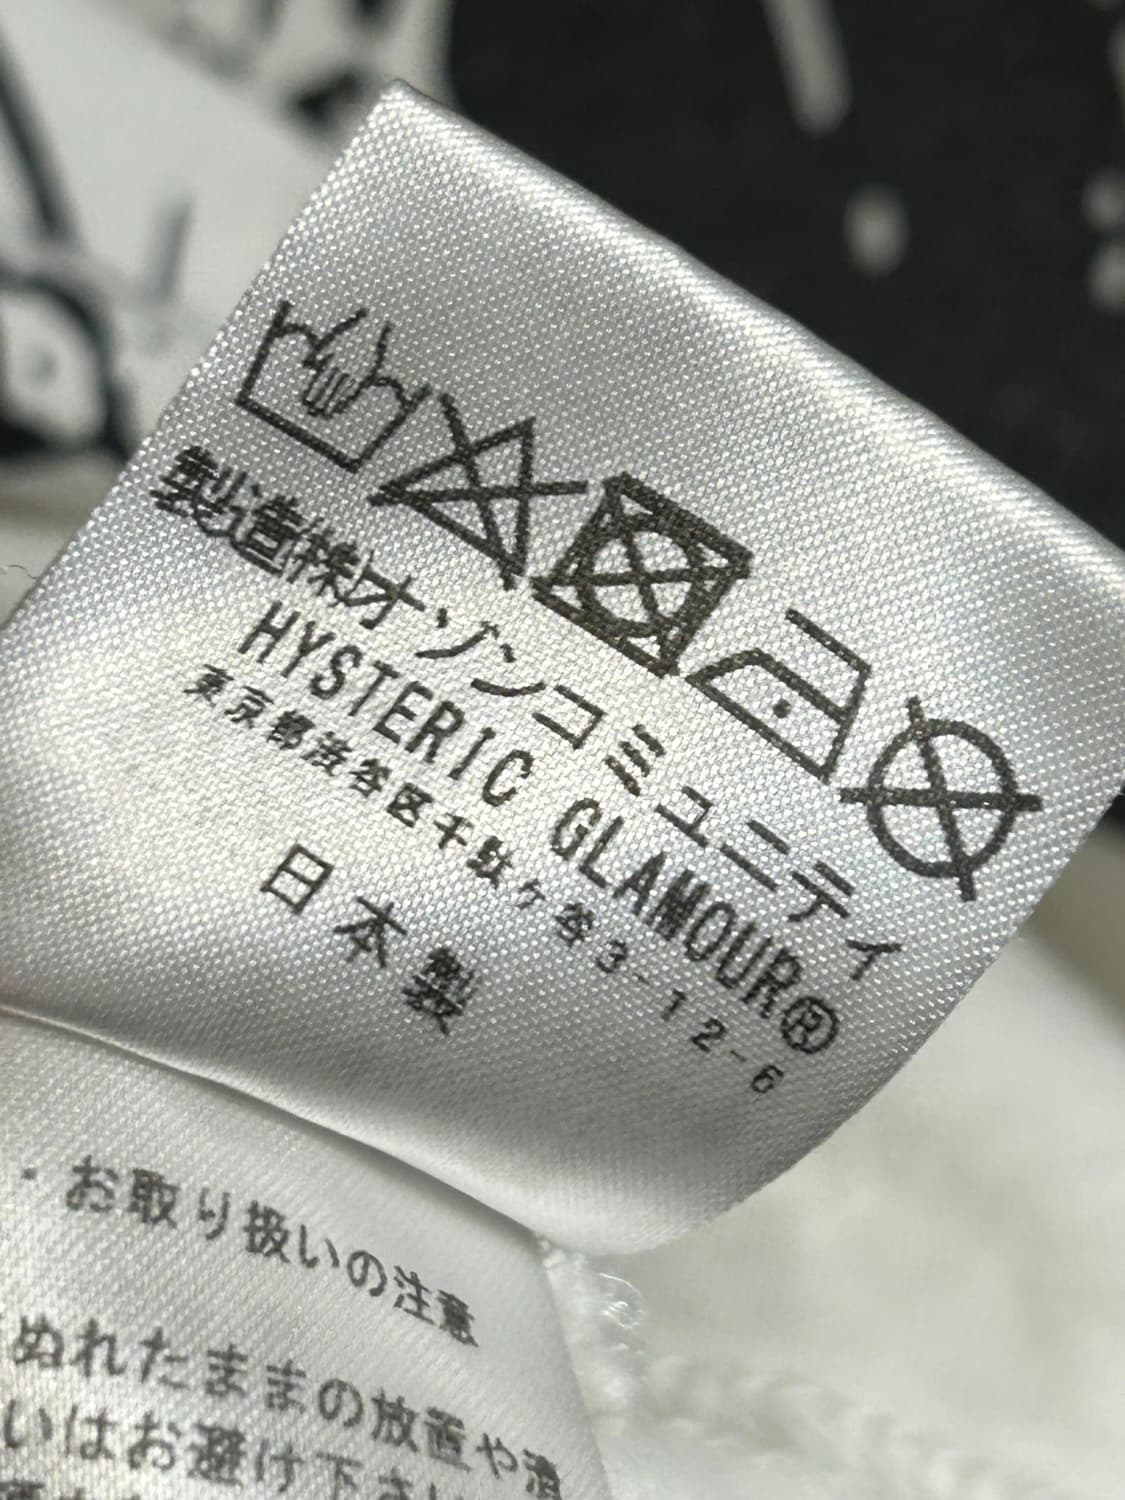 製造㈱オゾンコミュニティ
HYSTERIC GLAMOUR®
東京都渋谷区千駄ケ谷3-12-6
日本製
・お取り扱いの注意
ぬれたままの放置や
いはお避け下さい